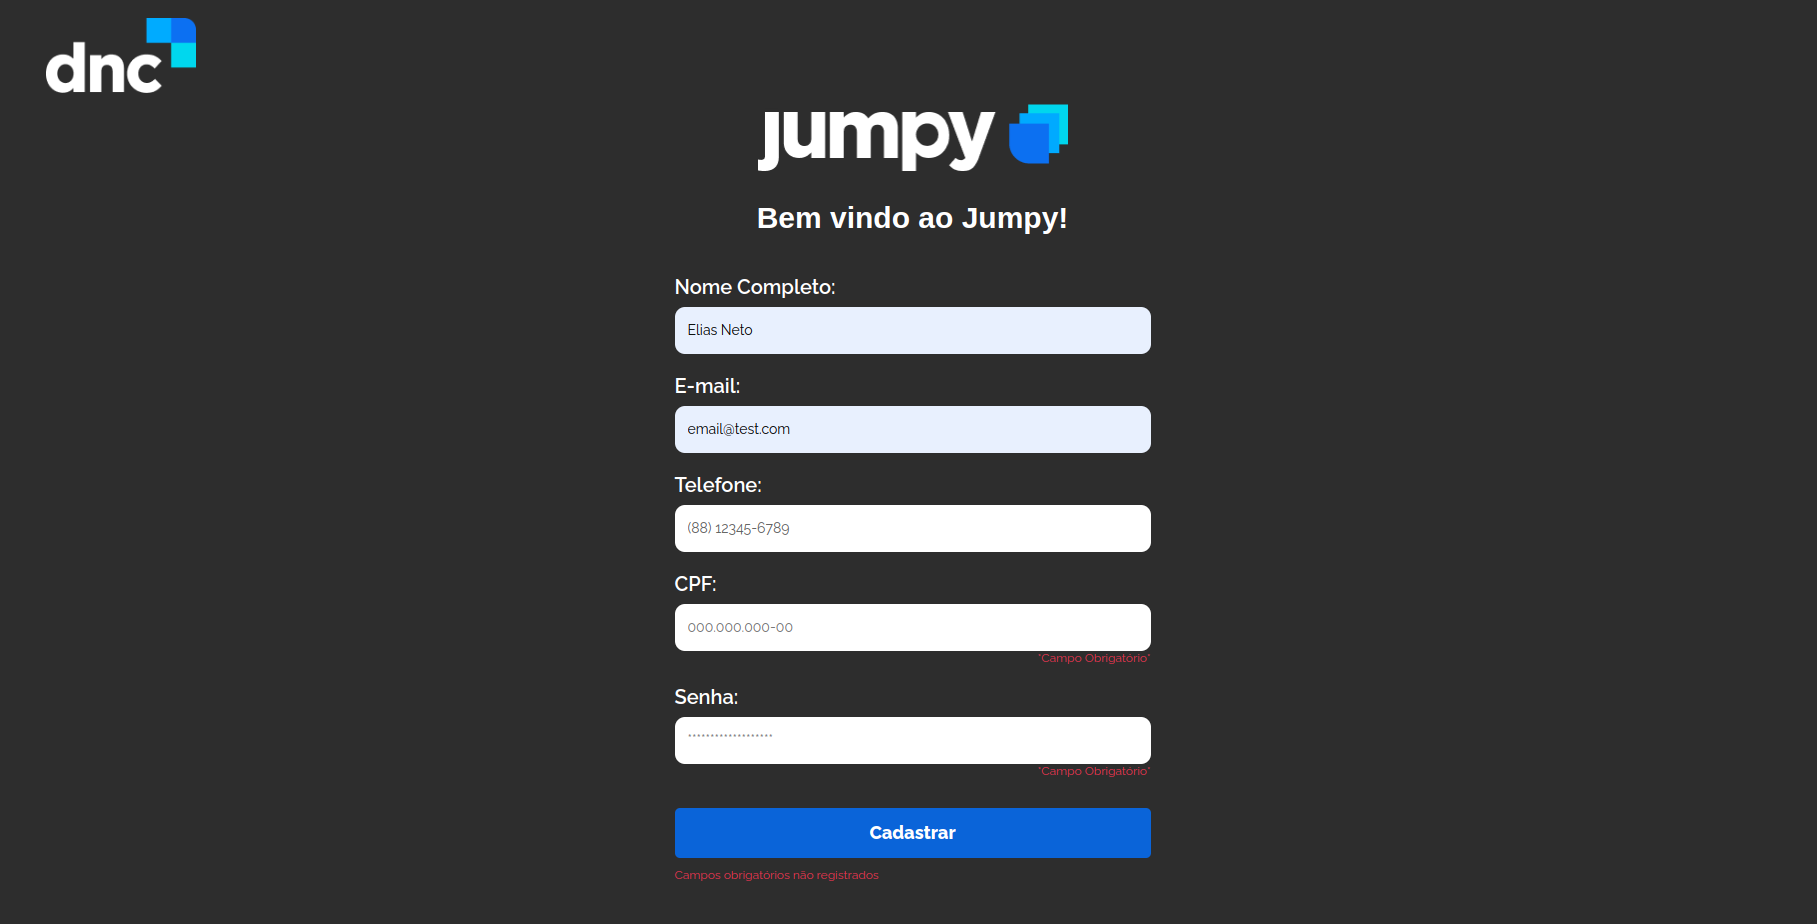 dnc
jumpy
Bem vindo ao Jumpy!
Nome Completo:
Elias Neto
E-mail:
email@test.com
Telefone:
(88) 12345-6789
CPF:
000.000.000-00
*Campo Obrigatório*
Senha:
*******************
*Campo Obrigatório*
Cadastrar
Campos obrigatórios não registrados